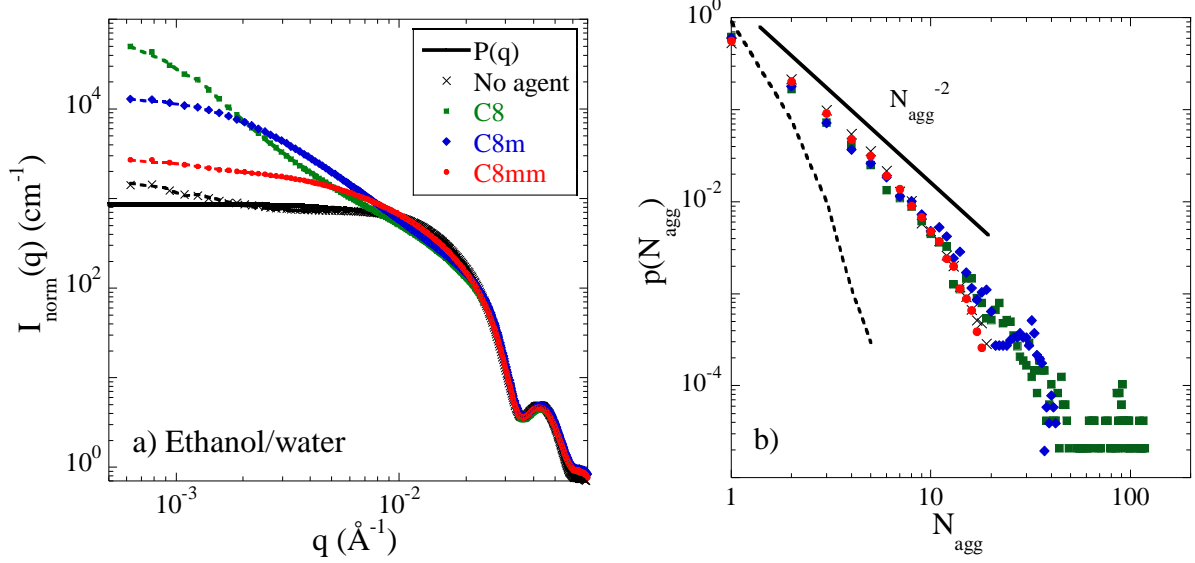 P(q)
No agent
C8
C8m
C8mm
10^4
10^2
10^0
I_norm(q) (cm^-1)
a) Ethanol/water
10^-3
10^-2
q (Å^-1)
10^0
10^-2
10^-4
p(N_agg)
N_agg^-2
b)
1
10
100
N_agg